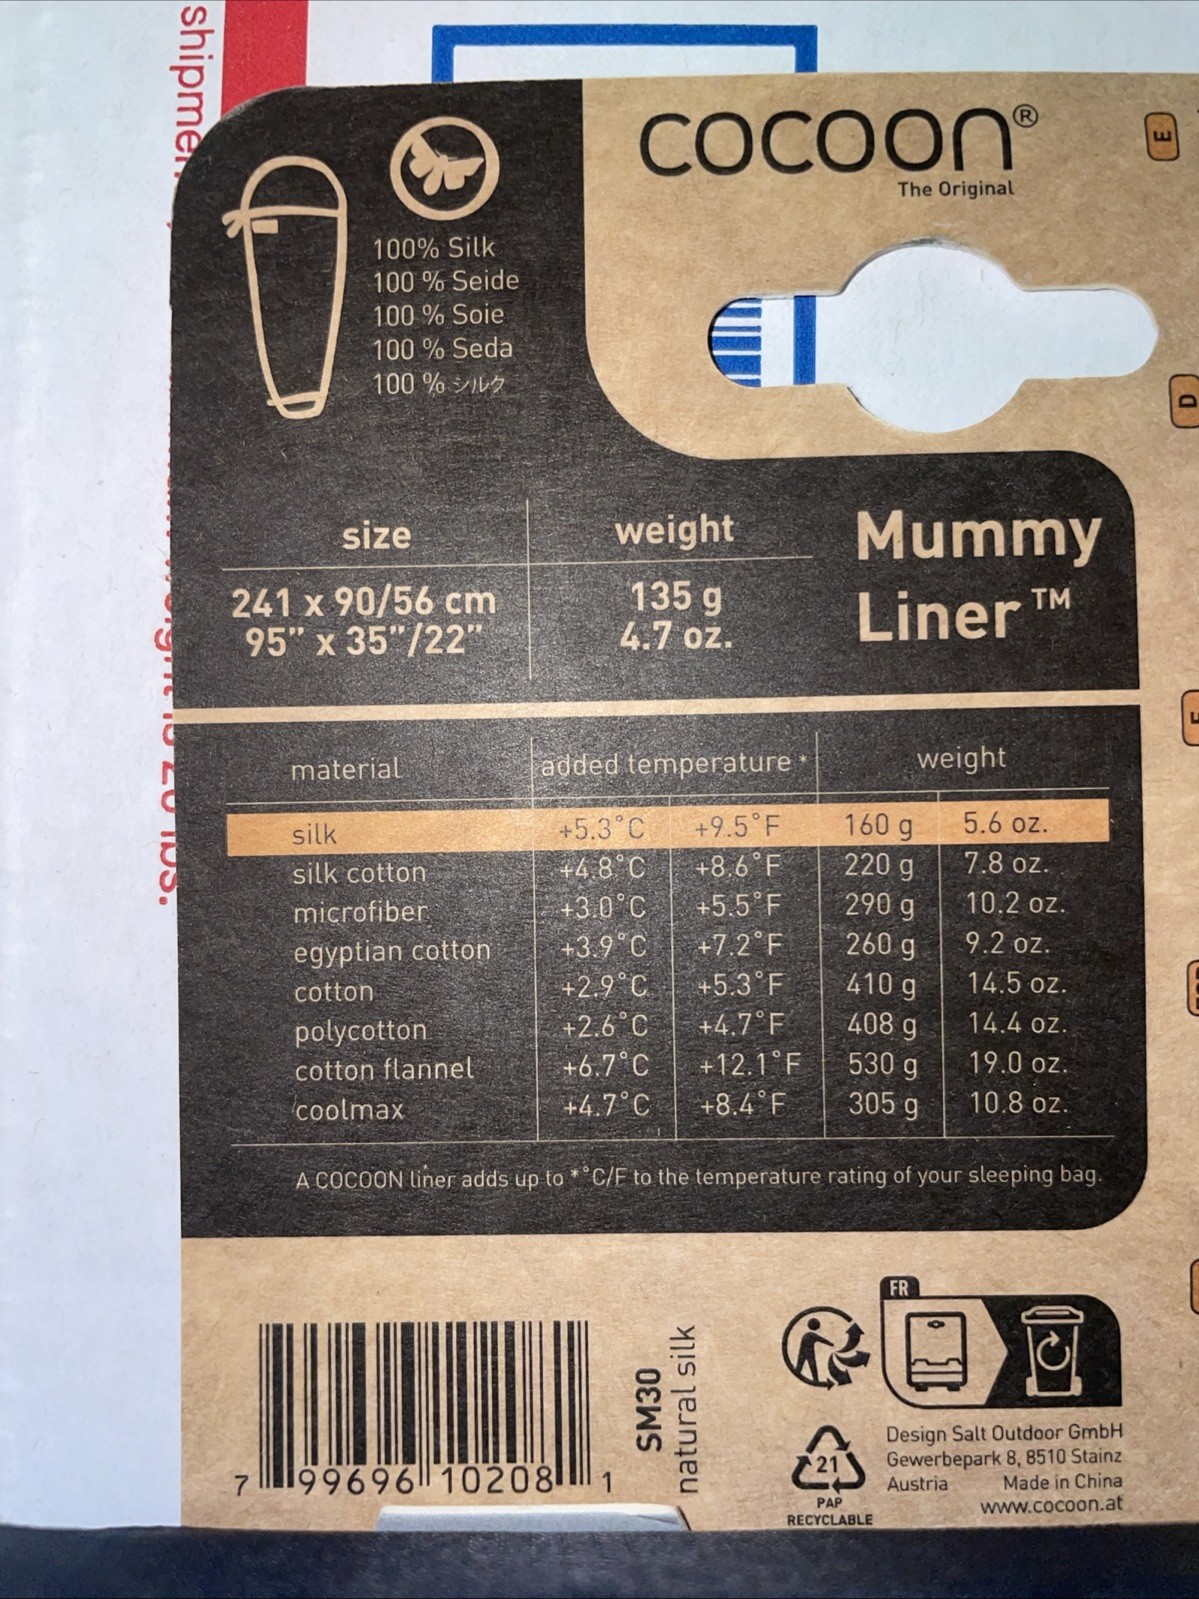 shipme
cocoon®
The Original
E
D
100% Silk
100 % Seide
100 % Soie
100 % Seda
100 % シルク
size
241 x 90/56 cm
95” x 35”/22”
weight
135 g
4.7 oz.
Mummy
Liner™
material added temperature * weight
silk +5.3°C +9.5°F 160 g 5.6 oz.
silk cotton +4.8°C +8.6°F 220 g 7.8 oz.
microfiber +3.0°C +5.5°F 290 g 10.2 oz.
egyptian cotton +3.9°C +7.2°F 260 g 9.2 oz.
cotton +2.9°C +5.3°F 410 g 14.5 oz.
polycotton +2.6°C +4.7°F 408 g 14.4 oz.
cotton flannel +6.7°C +12.1°F 530 g 19.0 oz.
coolmax +4.7°C +8.4°F 305 g 10.8 oz.
A COCOON liner adds up to *°C/F to the temperature rating of your sleeping bag.
7 99696 10208 1
SM30
natural silk
FR
21
PAP
RECYCLABLE
Design Salt Outdoor GmbH
Gewerbepark 8, 8510 Stainz
Austria Made in China
www.cocoon.at